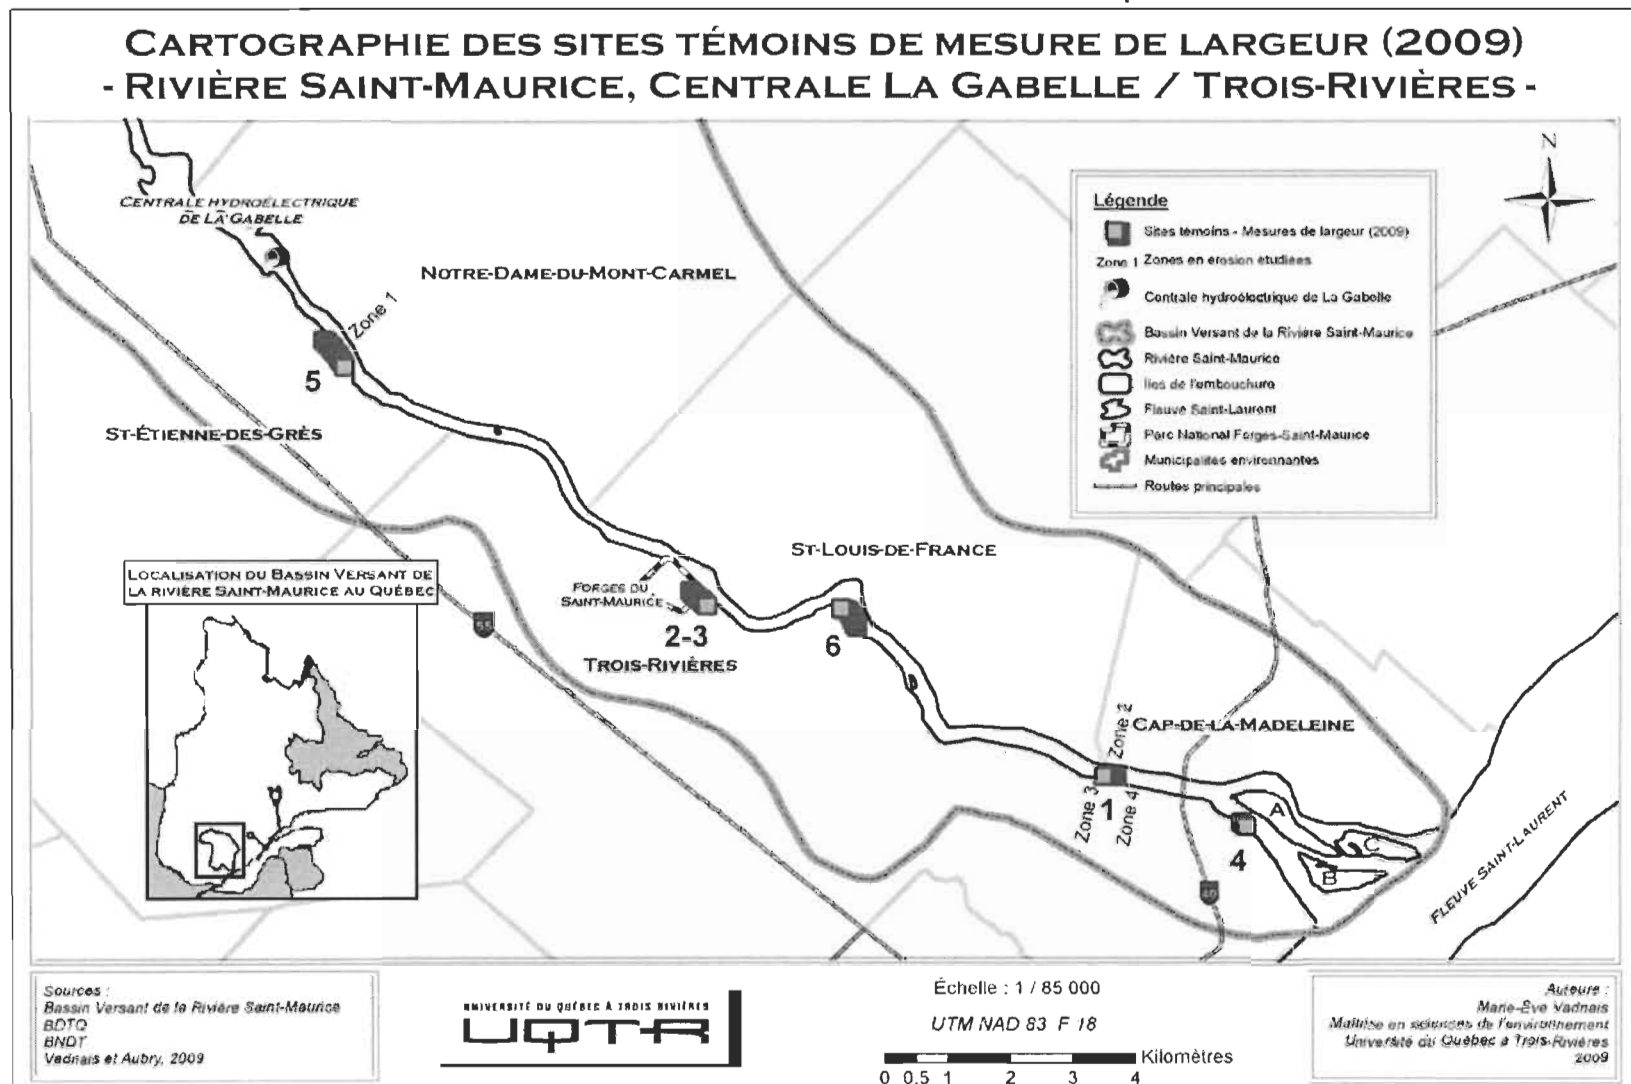 CARTOGRAPHIE DES SITES TÉMOINS DE MESURE DE LARGEUR (2009)
- RIVIÈRE SAINT-MAURICE, CENTRALE LA GABELLE / TROIS-RIVIÈRES -
N
CENTRALE HYDROÉLECTRIQUE
DE LA GABELLE
NOTRE-DAME-DU-MONT-CARMEL
Zone 1
5
ST-ÉTIENNE-DES-GRÈS
Légende
Sites témoins - Mesures de largeur (2009)
Zone 1 Zones en erosion étudiées
Centrale hydroélectrique de La Gabelle
Bassin Versant de la Rivière Saint-Maurice
Rivière Saint-Maurice
Iles de l'embouchure
Fleuve Saint-Laurent
Parc National Forges-Saint-Maurice
Municipalités environnantes
Routes principales
LOCALISATION DU BASSIN VERSANT DE
LA RIVIÈRE SAINT-MAURICE AU QUÉBEC
55
FORGES DU
SAINT-MAURICE
2-3
TROIS-RIVIÈRES
ST-LOUIS-DE-FRANCE
6
CAP-DE-LA-MADELEINE
Zone 2
Zone 3
1
Zone 4
4
A
B
C
40
FLEUVE SAINT-LAURENT
Sources :
Bassin Versant de la Rivière Saint-Maurice
BDTQ
BNDT
Vadnais et Aubry, 2009
UNIVERSITÉ DU QUÉBEC À TROIS RIVIÈRES
UQTR
Échelle : 1 / 85 000
UTM NAD 83 F 18
Kilomètres
0 0.5 1 2 3 4
Auteure :
Marie-Ève Vadnais
Maîtrise en sciences de l'environnement
Université du Québec à Trois-Rivières
2009